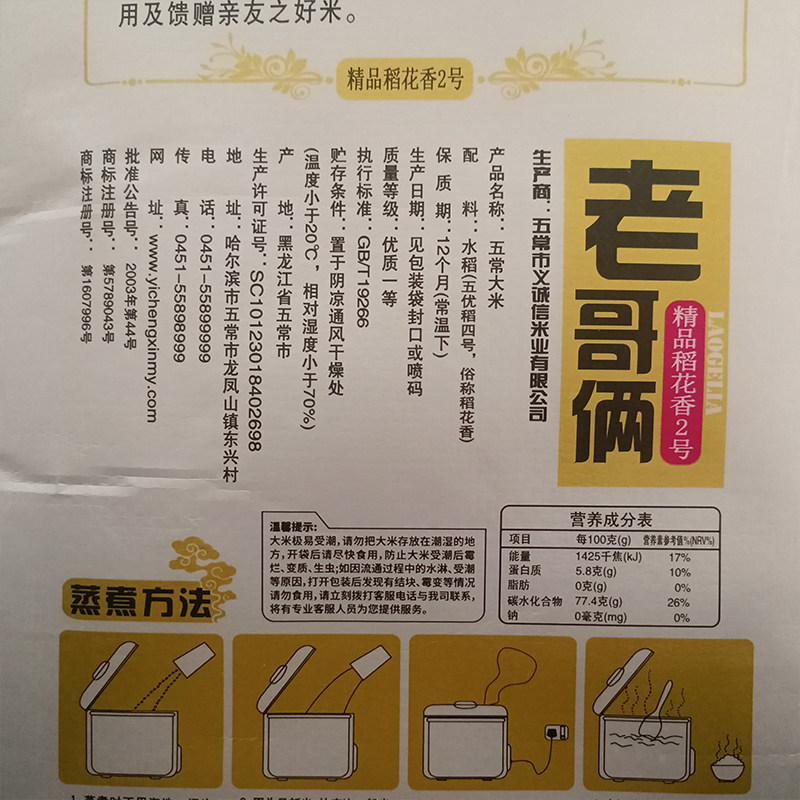 用及馈赠亲友之好米。
精品稻花香2号
老哥俩
LAOGELIA
精品稻花香2号
生产商：五常市义诚信米业有限公司
产品名称：五常大米
配 料：水稻(五优稻四号，俗称稻花香)
保 质 期：12个月(常温下)
生产日期：见包装袋封口或喷码
质量等级：优质一等
执行标准：GB/T19266
贮存条件：置于阴凉通风干燥处
(温度小于20℃，相对湿度小于70%)
产 地：黑龙江省五常市
生产许可证号：SC10123018402698
地 址：哈尔滨市五常市龙凤山镇东兴村
电 话：0451-55899999
传 真：0451-55898999
网 址：www.yichengxinmy.com
批准公告号：2003年第44号
商标注册号：第5789043号
商标注册号：第1607996号
温馨提示：
大米极易受潮，请勿把大米存放在潮湿的地
方，开袋后请尽快食用，防止大米受潮后霉
烂、变质、生虫；如因流通过程中的水淋、受潮
等原因，打开包装后发现有结块、霉变等情况
请勿食用，请立刻拨打客服电话与我司联系，
将有专业客服人员为您提供服务。
营养成分表
项目 每100克(g) 营养素参考值%(NRV%)
能量 1425千焦(kJ) 17%
蛋白质 5.8克(g) 10%
脂肪 0克(g) 0%
碳水化合物 77.4克(g) 26%
钠 0毫克(mg) 0%
蒸煮方法